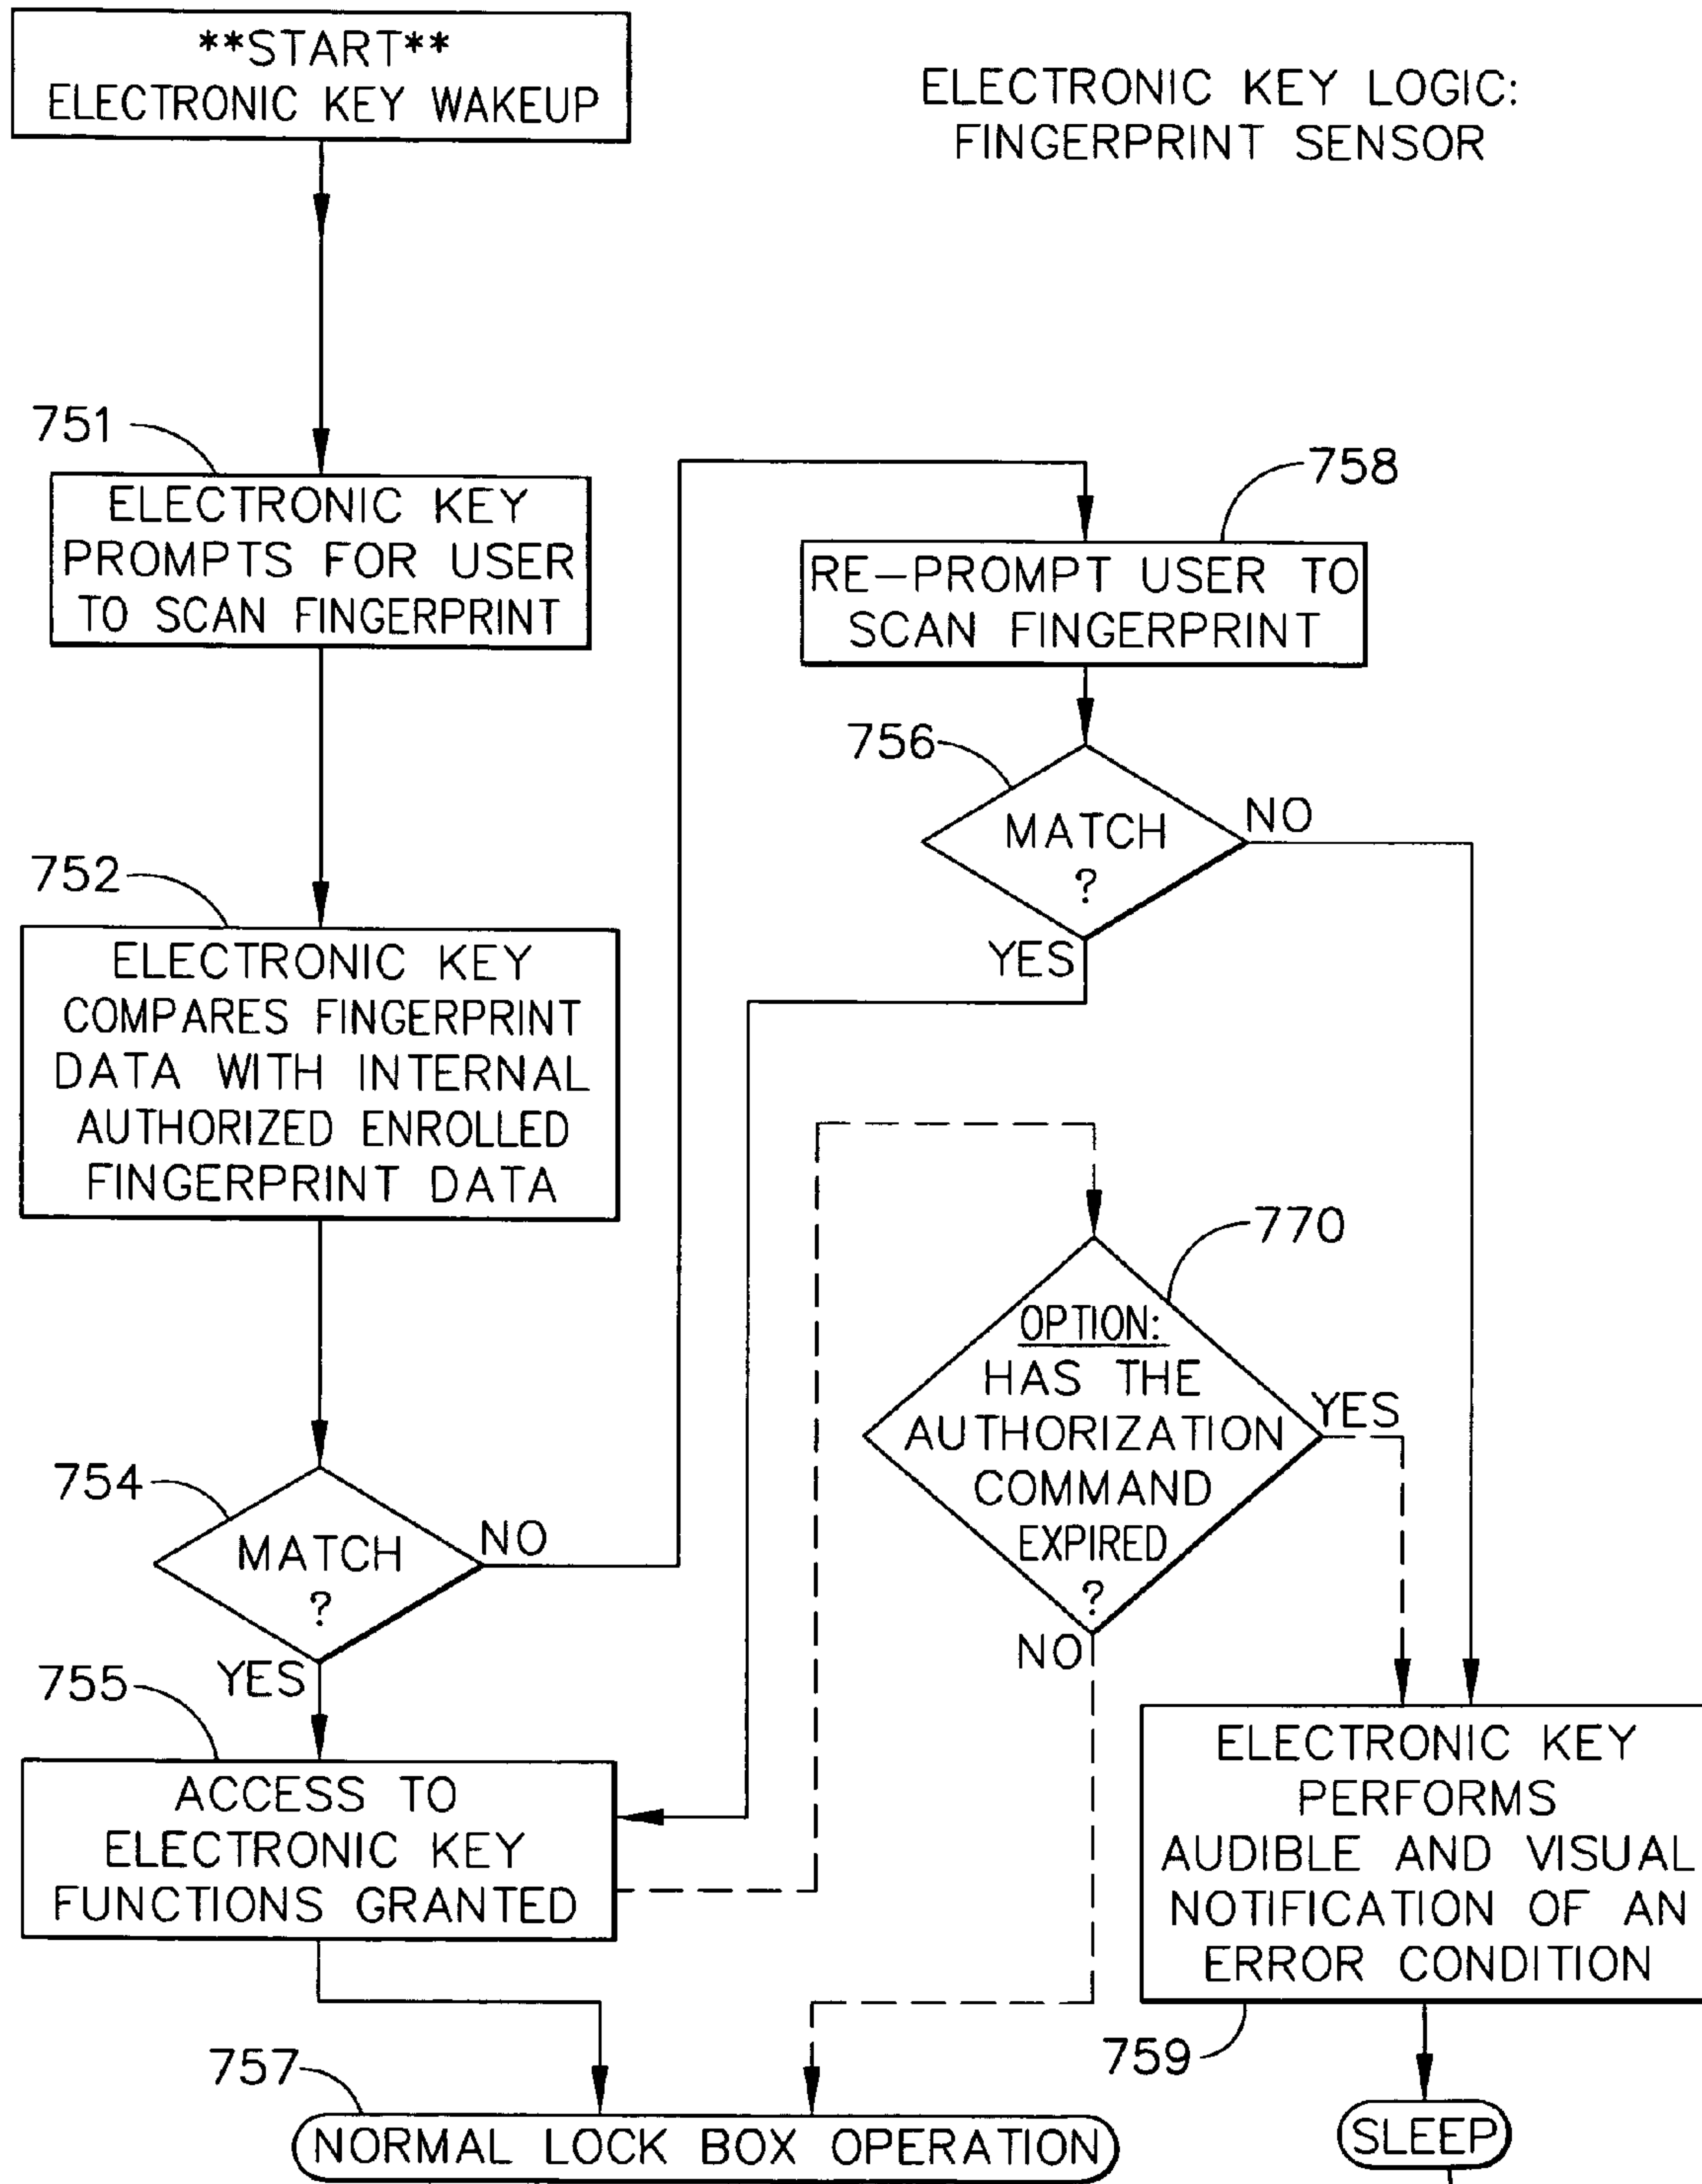 **START**
ELECTRONIC KEY WAKEUP
ELECTRONIC KEY LOGIC:
FINGERPRINT SENSOR
751
ELECTRONIC KEY
PROMPTS FOR USER
TO SCAN FINGERPRINT
752
ELECTRONIC KEY
COMPARES FINGERPRINT
DATA WITH INTERNAL
AUTHORIZED ENROLLED
FINGERPRINT DATA
754
MATCH
?
NO
YES
755
ACCESS TO
ELECTRONIC KEY
FUNCTIONS GRANTED
758
RE-PROMPT USER TO
SCAN FINGERPRINT
756
MATCH
?
NO
YES
770
OPTION:
HAS THE
AUTHORIZATION
COMMAND
EXPIRED
?
YES
NO
ELECTRONIC KEY
PERFORMS
AUDIBLE AND VISUAL
NOTIFICATION OF AN
ERROR CONDITION
759
757
NORMAL LOCK BOX OPERATION
SLEEP